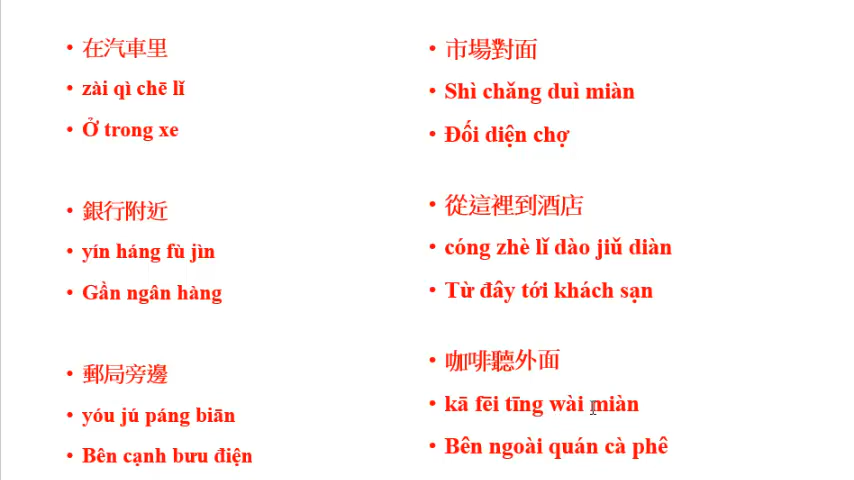 • 在汽車里
• zài qì chē lǐ
• Ở trong xe
• 銀行附近
• yín háng fù jìn
• Gần ngân hàng
• 郵局旁邊
• yóu jú páng biān
• Bên cạnh bưu điện
• 市場對面
• Shì chǎng duì miàn
• Đối diện chợ
• 從這裡到酒店
• cóng zhè lǐ dào jiǔ diàn
• Từ đây tới khách sạn
• 咖啡聽外面
• kā fēi tīng wài miàn
• Bên ngoài quán cà phê